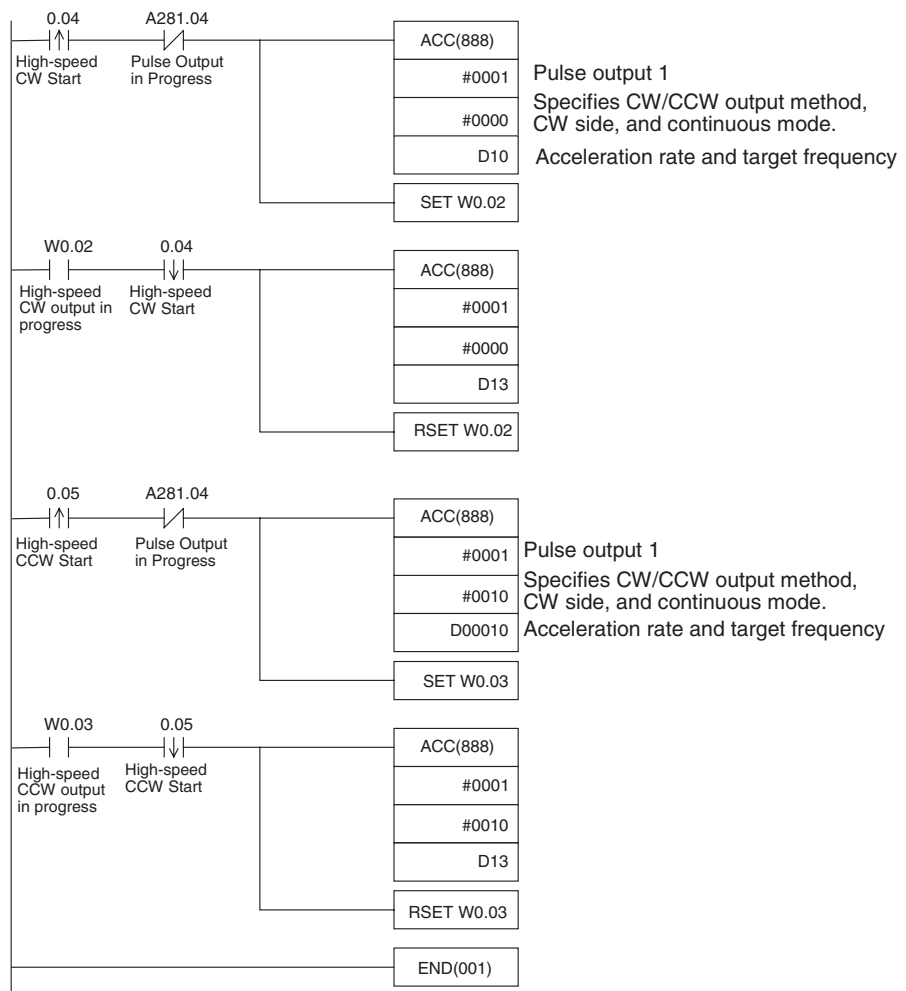 0.04 A281.04
ACC(888)
High-speed
CW Start
Pulse Output
in Progress
#0001 Pulse output 1
#0000 Specifies CW/CCW output method,
CW side, and continuous mode.
D10 Acceleration rate and target frequency
SET W0.02
W0.02 0.04
ACC(888)
High-speed
CW output in
progress
High-speed
CW Start
#0001
#0000
D13
RSET W0.02
0.05 A281.04
ACC(888)
High-speed
CCW Start
Pulse Output
in Progress
#0001 Pulse output 1
#0010 Specifies CW/CCW output method,
CW side, and continuous mode.
D00010 Acceleration rate and target frequency
SET W0.03
W0.03 0.05
ACC(888)
High-speed
CCW output
in progress
High-speed
CCW Start
#0001
#0010
D13
RSET W0.03
END(001)